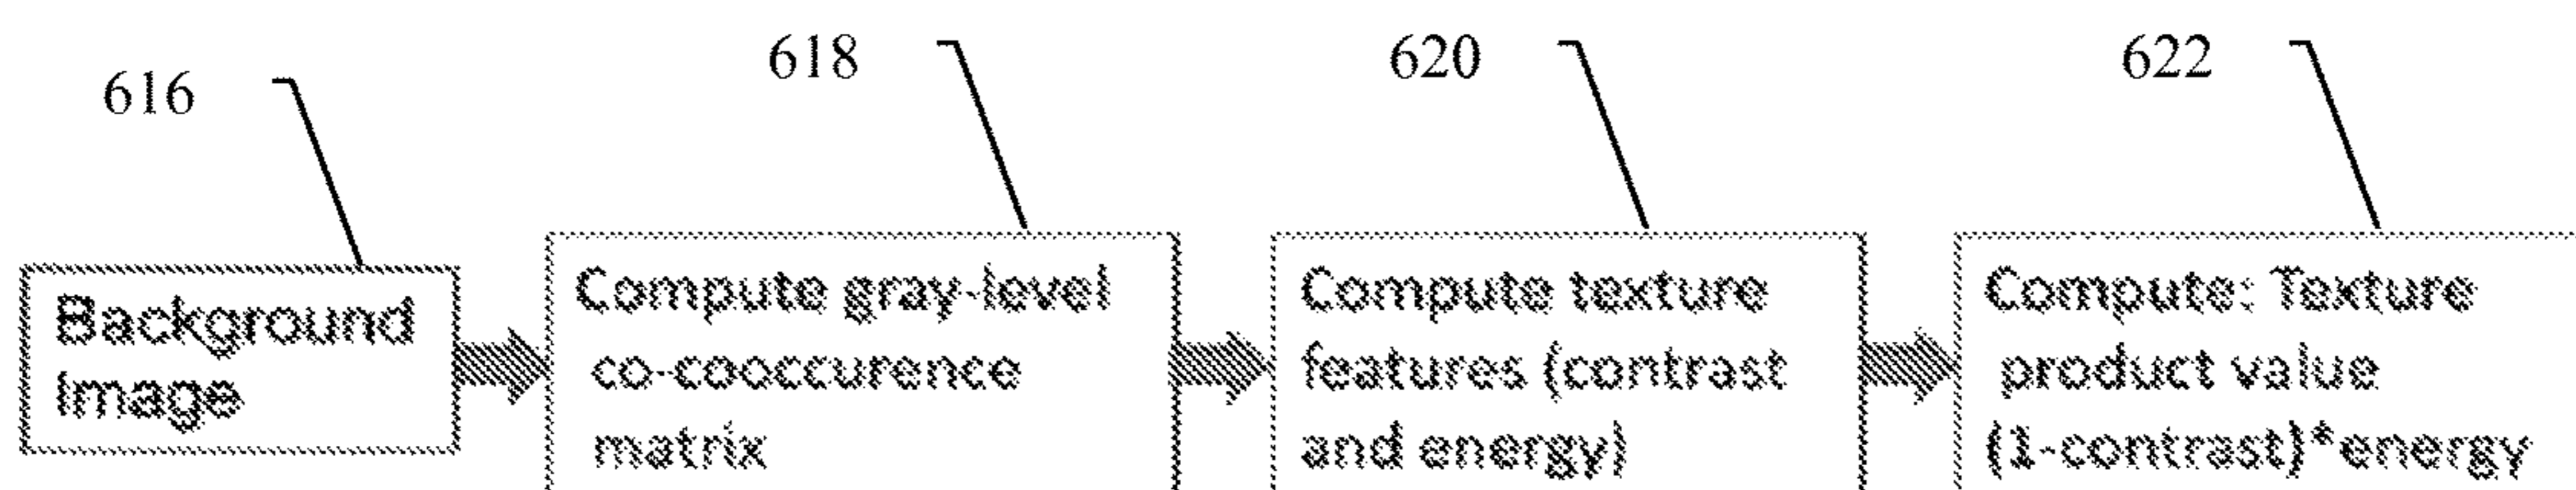 616
618
620
622
Background
Image
Compute gray-level
co-cooccurence
matrix
Compute texture
features (contrast
and energy)
Compute: Texture
product value
(1-contrast)*energy